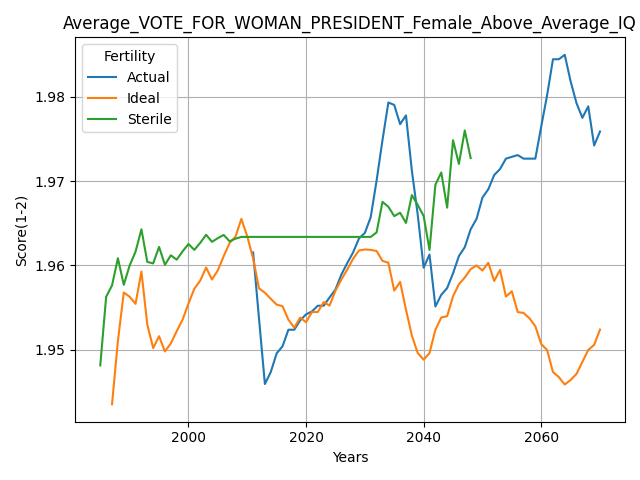 Average_VOTE_FOR_WOMAN_PRESIDENT_Female_Above_Average_IQ
Fertility
Actual
Ideal
Sterile
Score(1-2)
1.98
1.97
1.96
1.95
2000
2020
2040
2060
Years